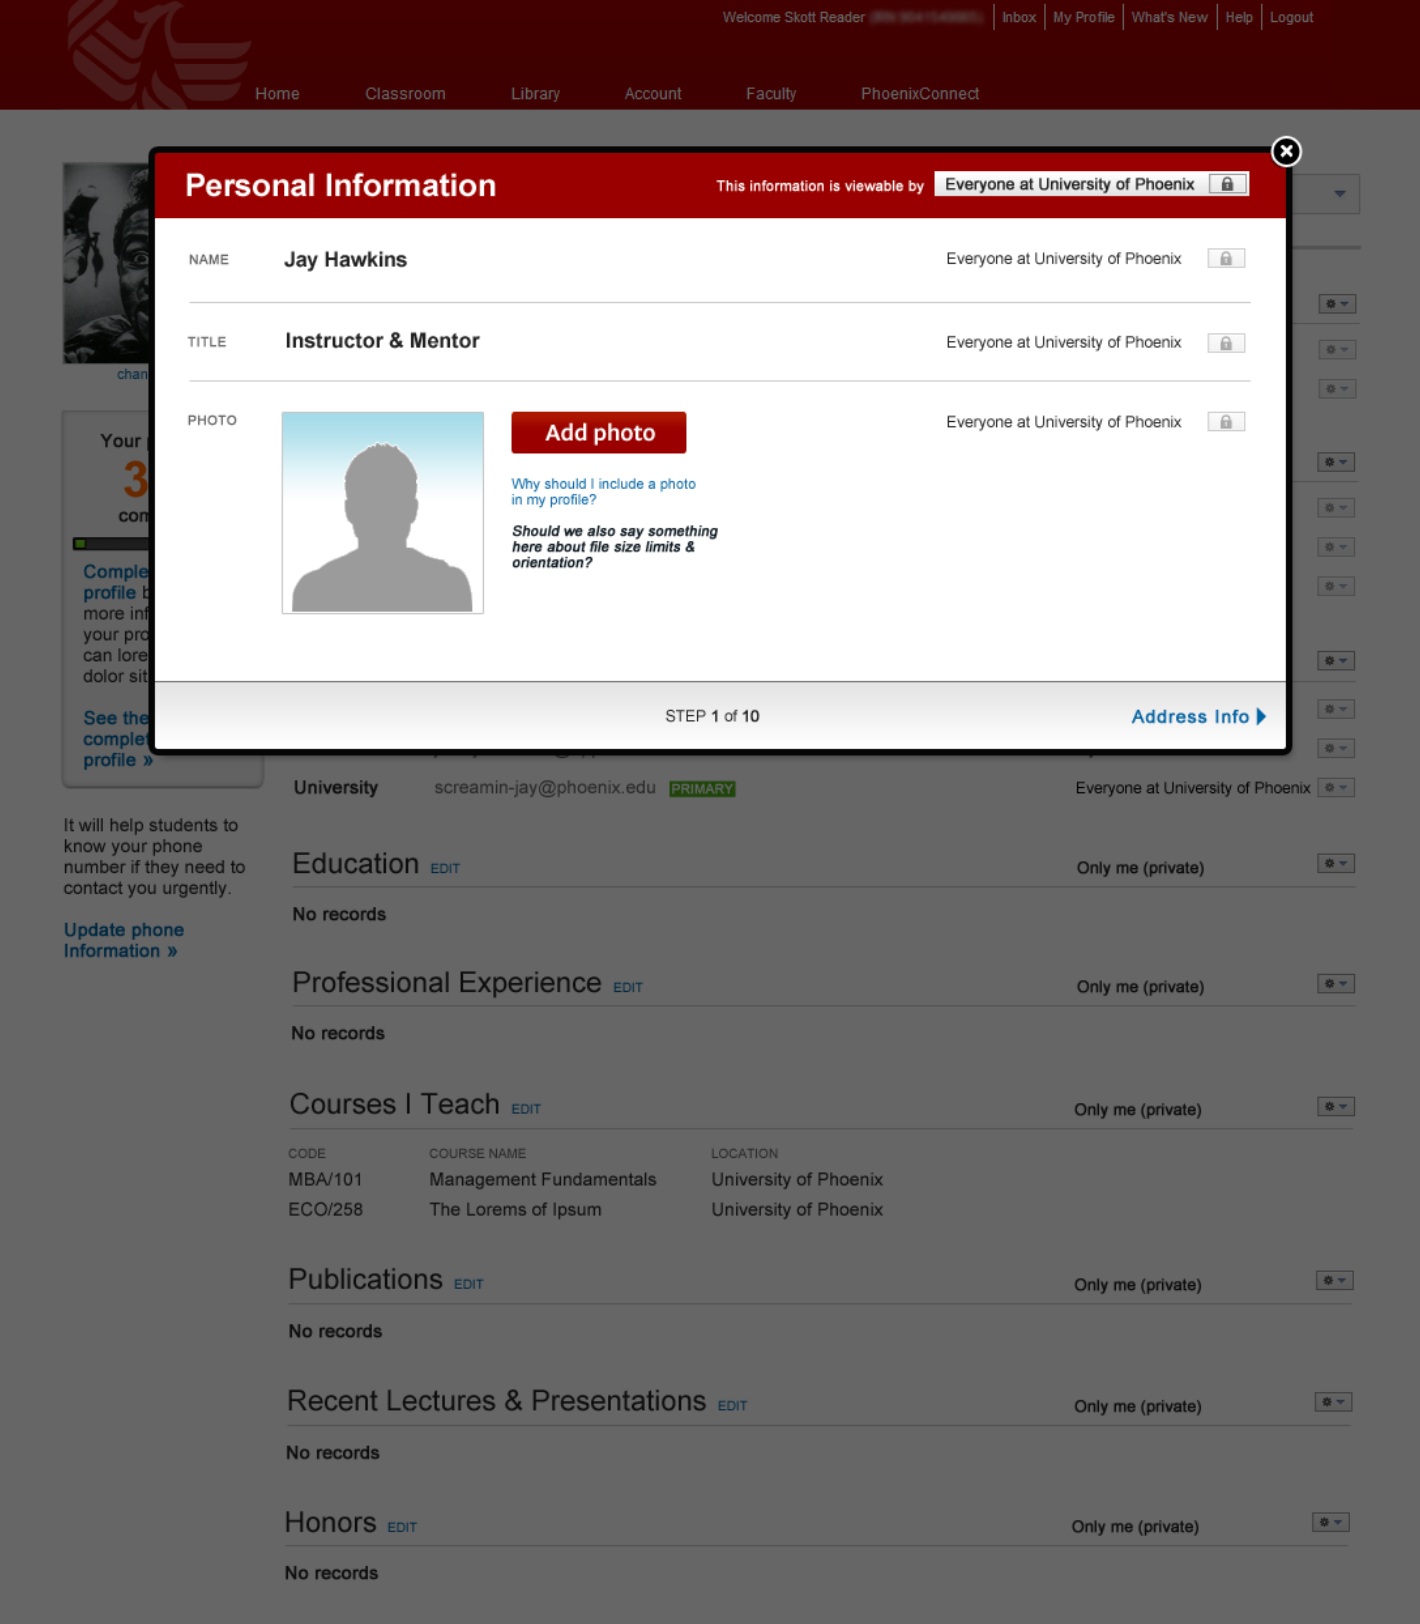 Welcome Skott Reader
Inbox
My Profile
What's New
Help
Logout
Home
Classroom
Library
Account
Faculty
PhoenixConnect
Personal Information
This information is viewable by
Everyone at University of Phoenix
NAME
Jay Hawkins
Everyone at University of Phoenix
TITLE
Instructor & Mentor
Everyone at University of Phoenix
PHOTO
Add photo
Why should I include a photo
in my profile?
Should we also say something
here about file size limits &
orientation?
Everyone at University of Phoenix
STEP 1 of 10
Address Info
chan
Your
3
com
Comple
profile
more inf
your pro
can lore
dolor sit
See the
complet
profile »
It will help students to
know your phone
number if they need to
contact you urgently.
Update phone
Information »
University
screamin-jay@phoenix.edu
PRIMARY
Everyone at University of Phoenix
Education EDIT
Only me (private)
No records
Professional Experience EDIT
Only me (private)
No records
Courses I Teach EDIT
Only me (private)
CODE COURSE NAME LOCATION
MBA/101 Management Fundamentals University of Phoenix
ECO/258 The Lorems of Ipsum University of Phoenix
Publications EDIT
Only me (private)
No records
Recent Lectures & Presentations EDIT
Only me (private)
No records
Honors EDIT
Only me (private)
No records